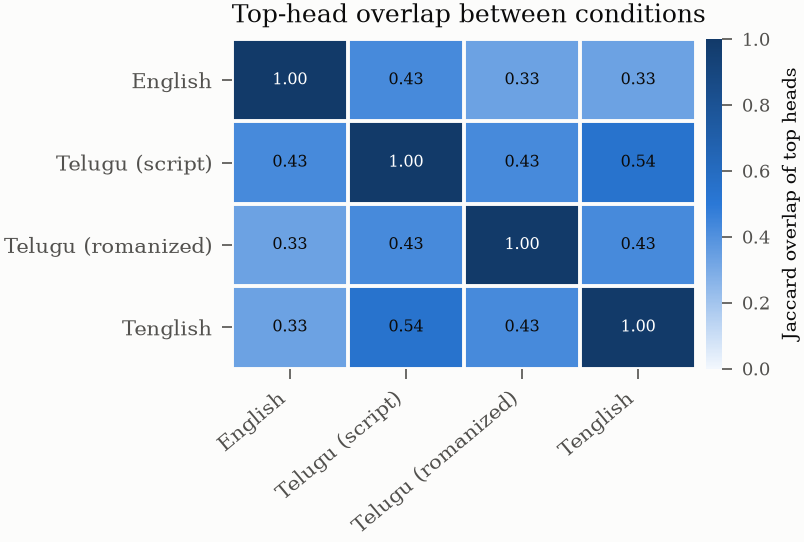 Top-head overlap between conditions
English
1.00
0.43
0.33
0.33
Telugu (script)
0.43
1.00
0.43
0.54
Telugu (romanized)
0.33
0.43
1.00
0.43
Tenglish
0.33
0.54
0.43
1.00
English
Telugu (script)
Telugu (romanized)
Tenglish
1.0
0.8
0.6
0.4
0.2
0.0
Jaccard overlap of top heads